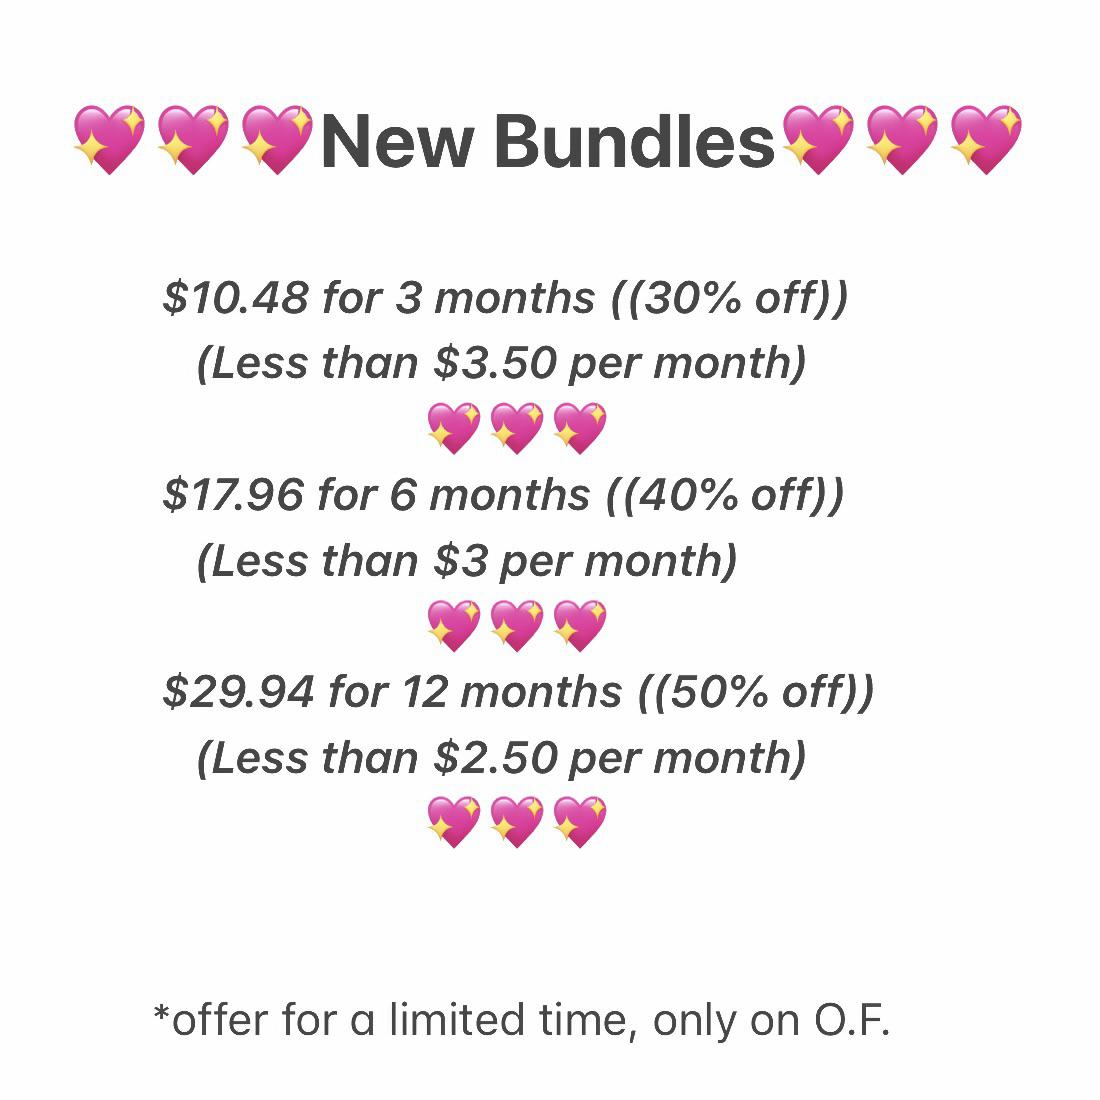 💖💖💖New Bundles💖💖💖
$10.48 for 3 months ((30% off))
(Less than $3.50 per month)
💖💖💖
$17.96 for 6 months ((40% off))
(Less than $3 per month)
💖💖💖
$29.94 for 12 months ((50% off))
(Less than $2.50 per month)
💖💖💖
*offer for a limited time, only on O.F.